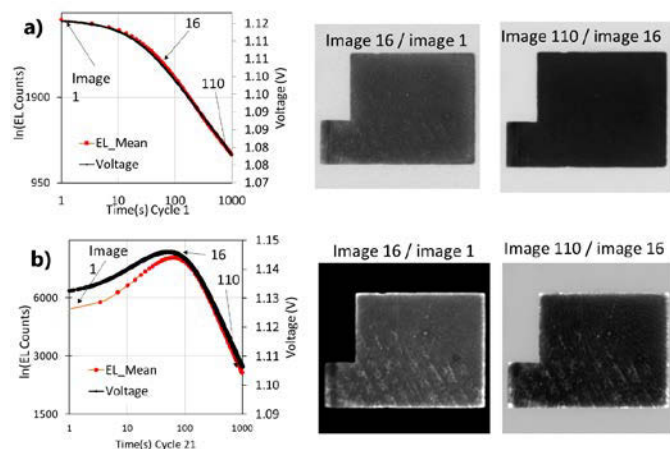 a)
1900
950
ln(EL Counts)
Image
1
16
110
EL_Mean
Voltage
1.12
1.11
1.10
1.09
1.08
1.07
Voltage (V)
1 10 100 1000
Time(s) Cycle 1
Image 16 / image 1
Image 110 / image 16
b)
6000
3000
1500
ln(EL Counts)
Image
1
16
110
EL_Mean
Voltage
1.15
1.14
1.13
1.12
1.11
1.10
1.09
Voltage (V)
1 10 100 1000
Time(s) Cycle 21
Image 16 / image 1
Image 110 / image 16